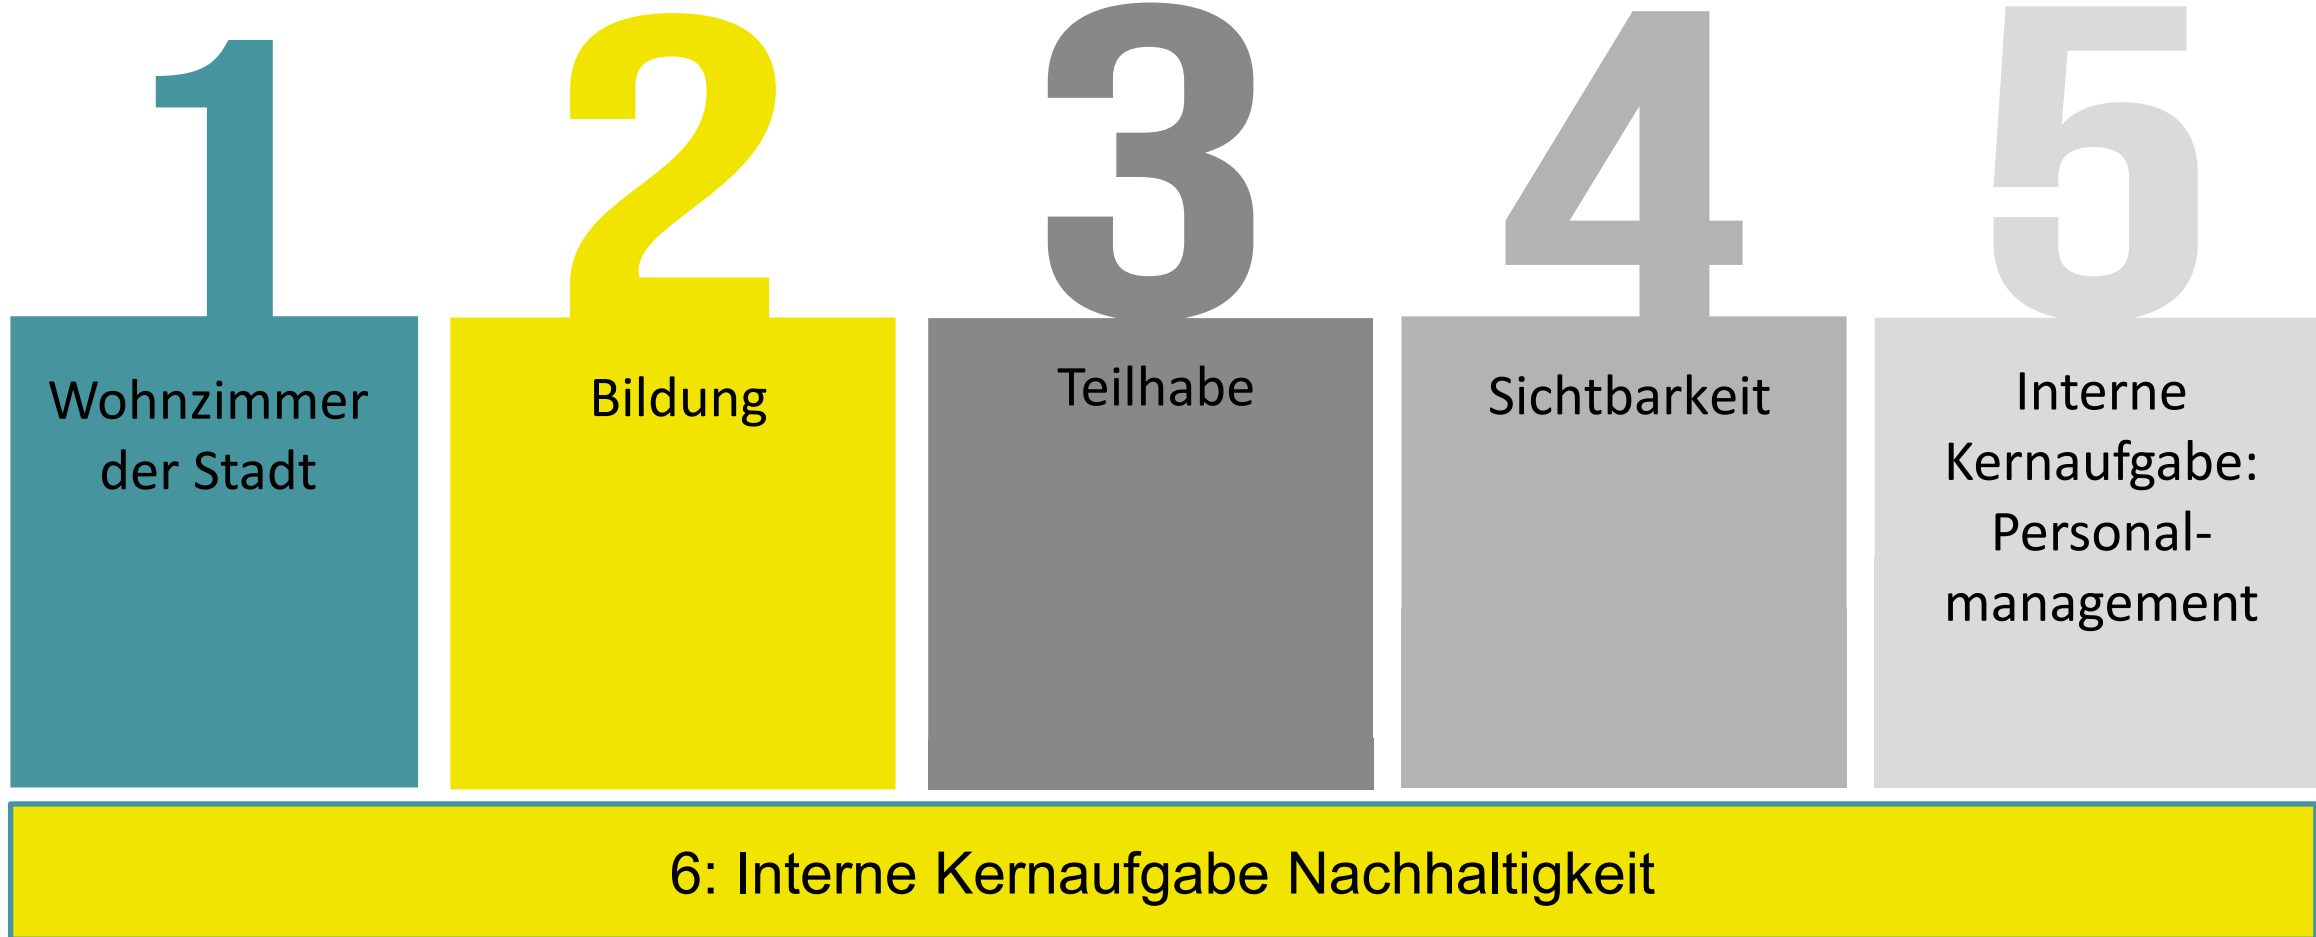 1
2
3
4
5
Wohnzimmer
der Stadt
Bildung
Teilhabe
Sichtbarkeit
Interne
Kernaufgabe:
Personal-
management
6: Interne Kernaufgabe Nachhaltigkeit